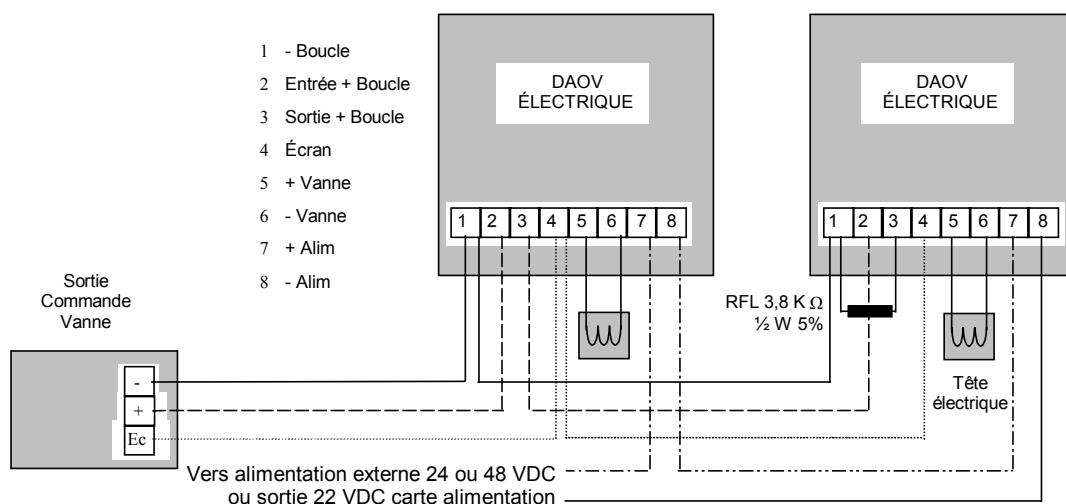 1 - Boucle
2 Entrée + Boucle
3 Sortie + Boucle
4 Écran
5 + Vanne
6 - Vanne
7 + Alim
8 - Alim
DAOV
ÉLECTRIQUE
1 2 3 4 5 6 7 8
DAOV
ÉLECTRIQUE
1 2 3 4 5 6 7 8
Sortie
Commande
Vanne
-
+
Ec
RFL 3,8 K Ω
½ W 5%
Tête
électrique
Vers alimentation externe 24 ou 48 VDC
ou sortie 22 VDC carte alimentation